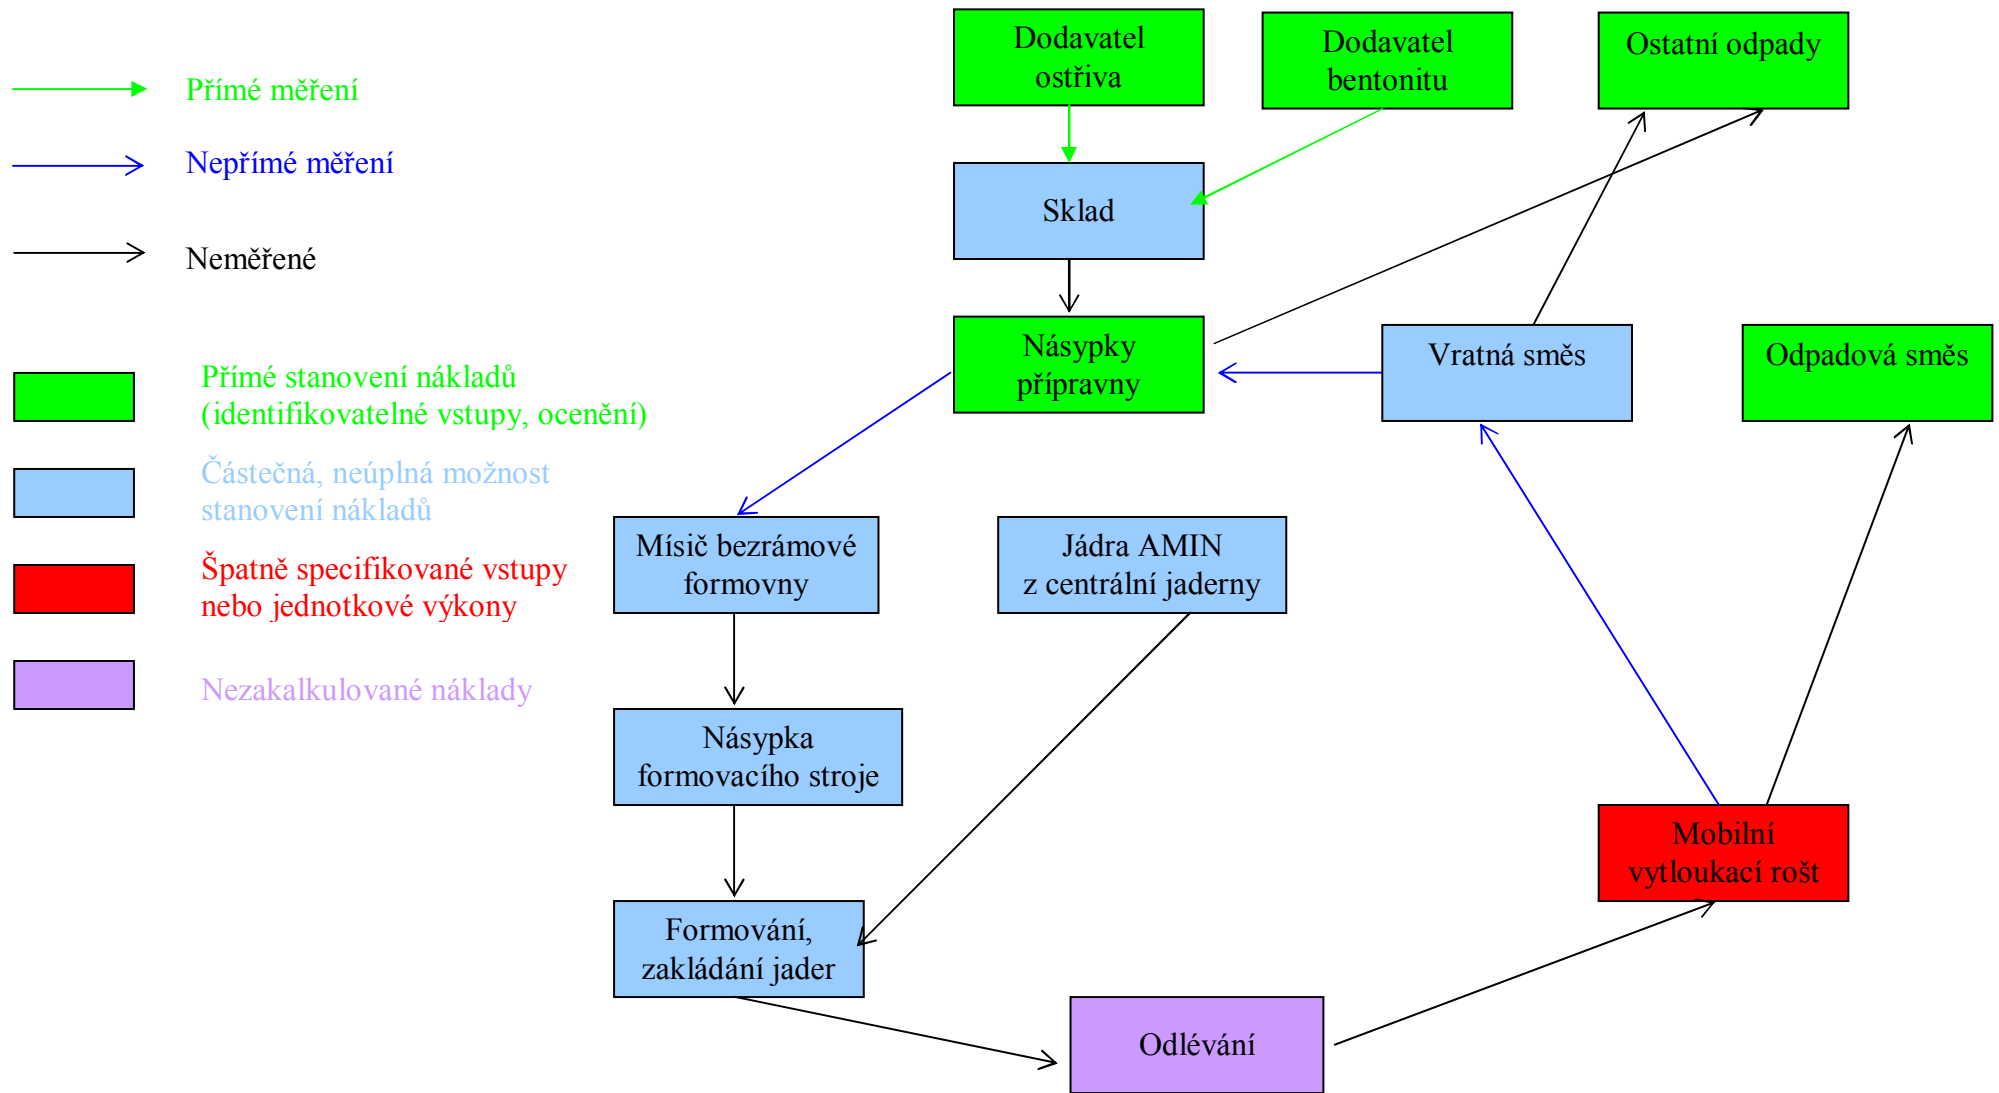 Dodavatel
ostřiva
Dodavatel
bentonitu
Ostatní odpady
Přímé měření
Nepřímé měření
Neměřené
Sklad
Násypky
přípravny
Vratná směs
Odpadová směs
Přímé stanovení nákladů
(identifikovatelné vstupy, ocenění)
Částečná, neúplná možnost
stanovení nákladů
Špatně specifikované vstupy
nebo jednotkové výkony
Nezakalkulované náklady
Mísič bezrámové
formovny
Jádra AMIN
z centrální jaderny
Násypka
formovacího stroje
Mobilní
vytloukací rošt
Formování,
zakládání jader
Odlévání